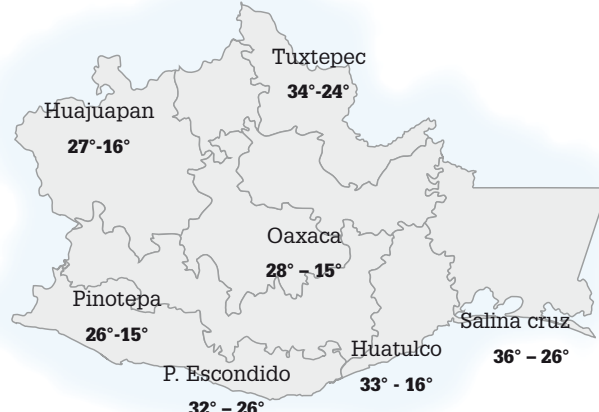 Tuxtepec
34°-24°
Huajuapan
27°-16°
Oaxaca
28° – 15°
Pinotepa
26°-15°
Salina cruz
36° – 26°
Huatulco
33° - 16°
P. Escondido
32° – 26°